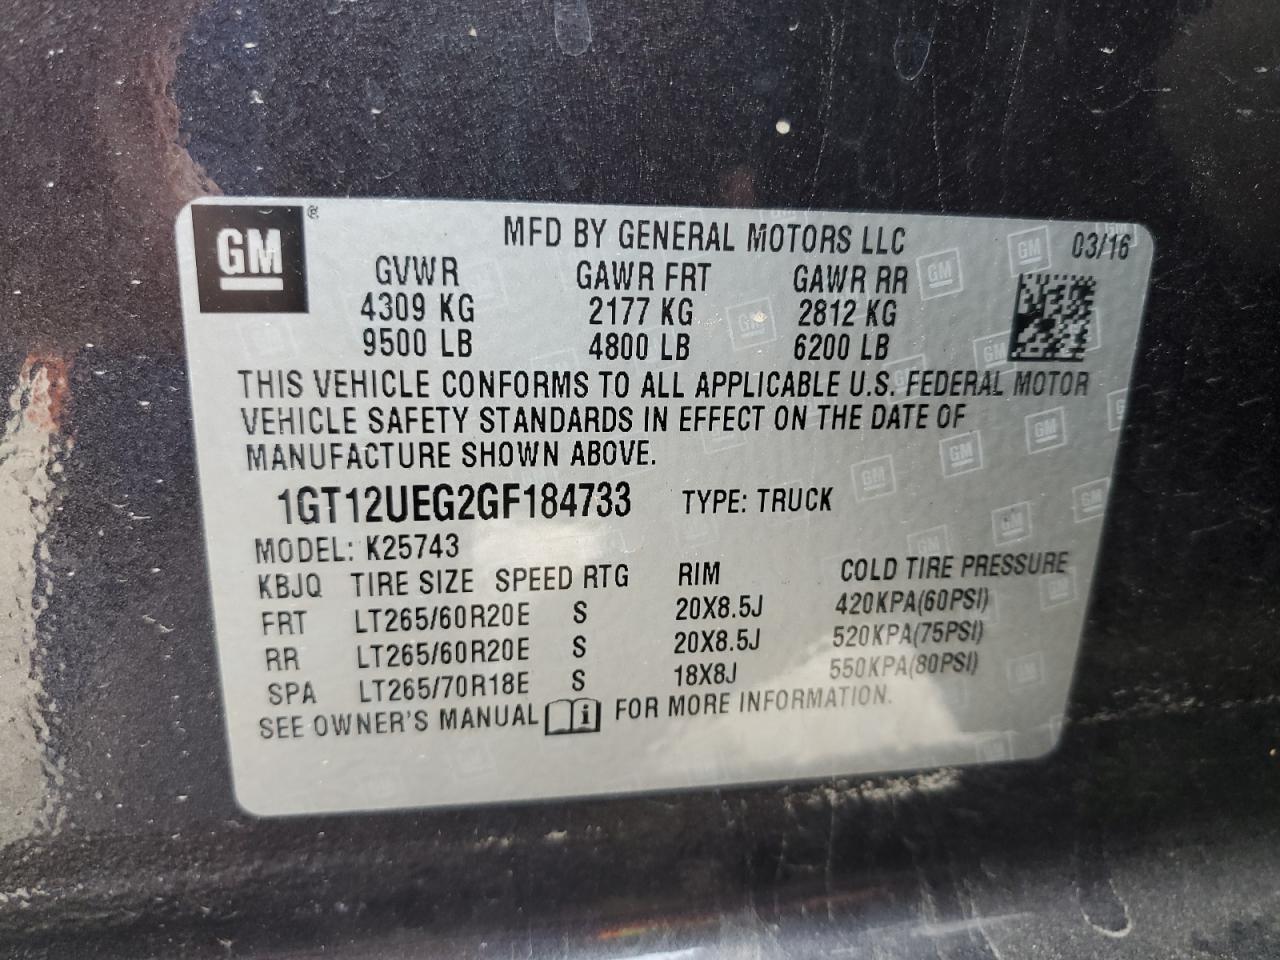 GM ®
MFD BY GENERAL MOTORS LLC 03/16
GVWR GAWR FRT GAWR RR
4309 KG 2177 KG 2812 KG
9500 LB 4800 LB 6200 LB
THIS VEHICLE CONFORMS TO ALL APPLICABLE U.S. FEDERAL MOTOR
VEHICLE SAFETY STANDARDS IN EFFECT ON THE DATE OF
MANUFACTURE SHOWN ABOVE.
1GT12UEG2GF184733 TYPE: TRUCK
MODEL: K25743
KBJQ TIRE SIZE SPEED RTG RIM COLD TIRE PRESSURE
FRT LT265/60R20E S 20X8.5J 420KPA(60PSI)
RR LT265/60R20E S 20X8.5J 520KPA(75PSI)
SPA LT265/70R18E S 18X8J 550KPA(80PSI)
SEE OWNER'S MANUAL i FOR MORE INFORMATION.